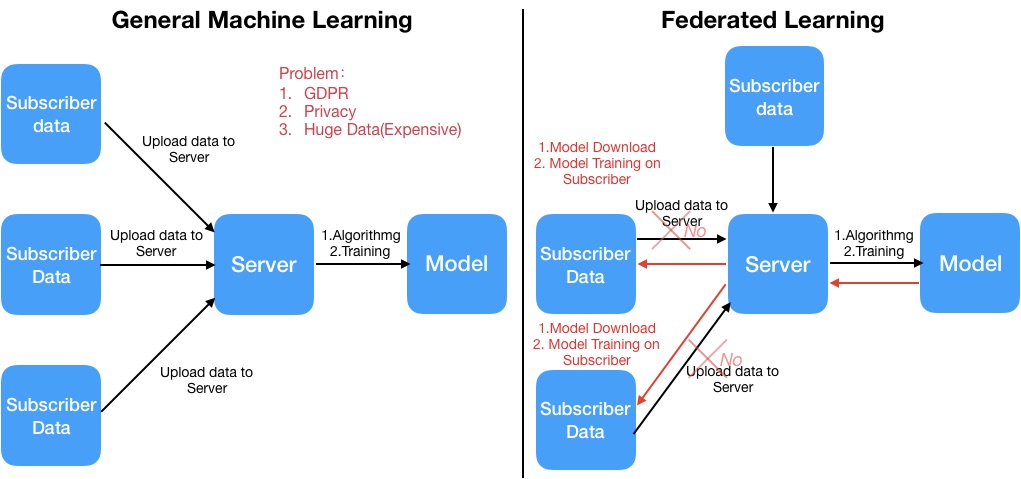 General Machine Learning
Problem:
1. GDPR
2. Privacy
3. Huge Data(Expensive)
Subscriber
data
Upload data to
Server
Subscriber
Data
Upload data to
Server
Server
1.Algorithmg
2.Training
Model
Upload data to
Server
Subscriber
Data
Federated Learning
Subscriber
data
1.Model Download
2. Model Training on
Subscriber
Upload data to
Server
No
Subscriber
Data
Server
1.Algorithmg
2.Training
Model
1.Model Download
2. Model Training on
Subscriber
No
Upload data to
Server
Subscriber
Data